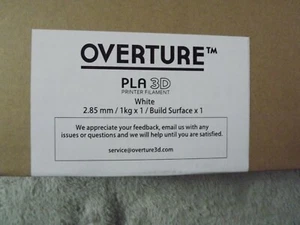 OVERTURE™
PLA 3D
PRINTER FILAMENT
White
2.85 mm / 1kg x 1 / Build Surface x 1
We appreciate your feedback, email us with any
issues or questions and we will help until you are satisfied.
service@overture3d.com